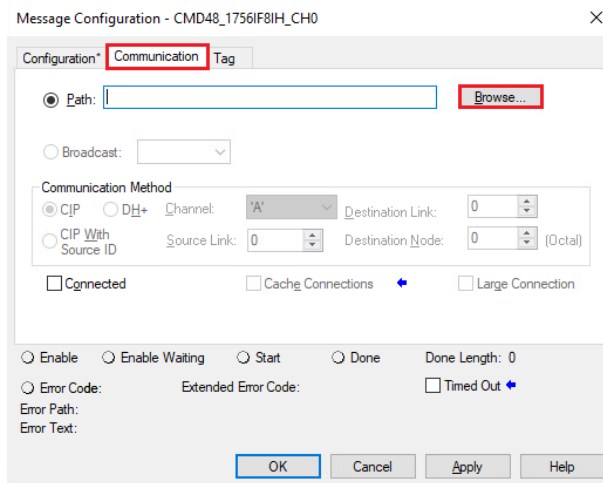 Message Configuration - CMD48_1756IF8IH_CH0
Configuration* Communication Tag
Path: Browse...
Broadcast:
Communication Method
CIP DH+ Channel: 'A' Destination Link: 0
CIP With Source ID Source Link: 0 Destination Node: 0 (Octal)
Connected Cache Connections Large Connection
Enable Enable Waiting Start Done Done Length: 0
Error Code: Extended Error Code: Timed Out
Error Path:
Error Text:
OK Cancel Apply Help